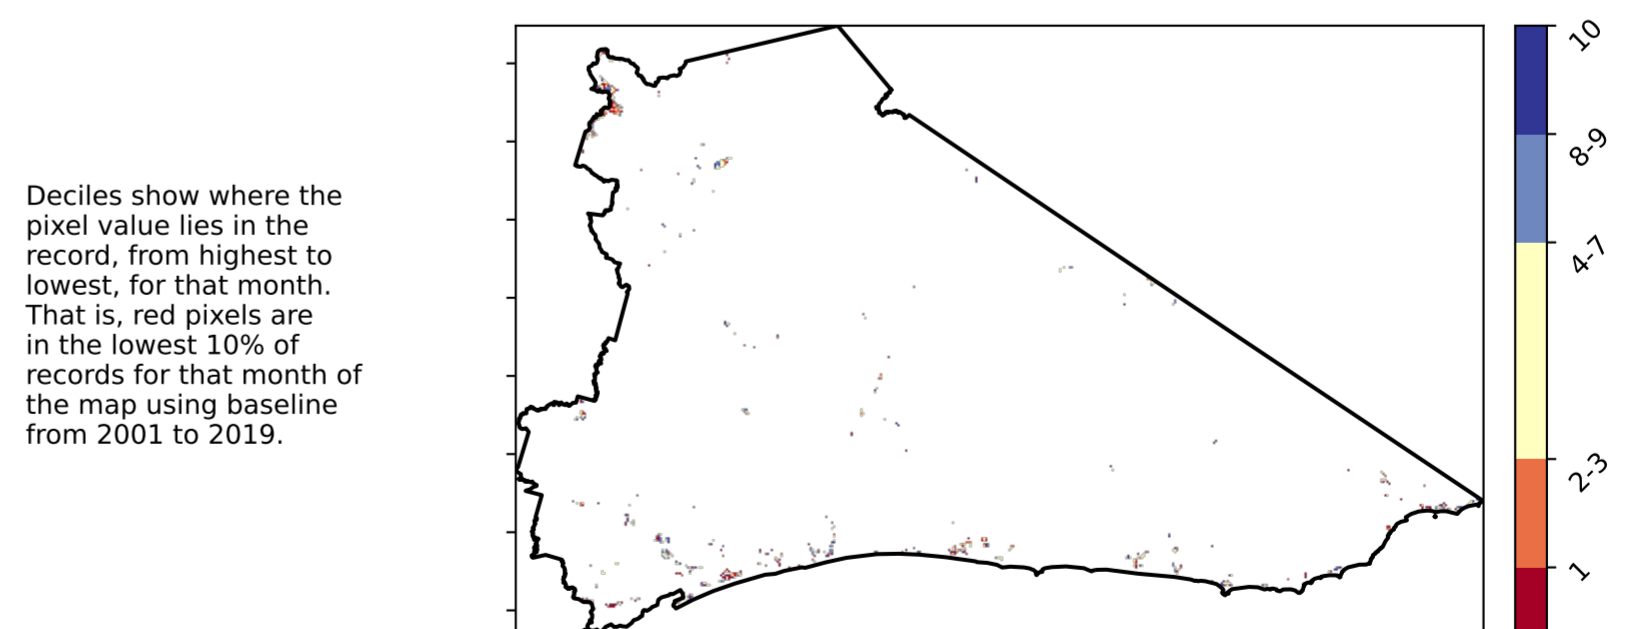 Deciles show where the
pixel value lies in the
record, from highest to
lowest, for that month.
That is, red pixels are
in the lowest 10% of
records for that month of
the map using baseline
from 2001 to 2019.
10
8-9
4-7
2-3
1